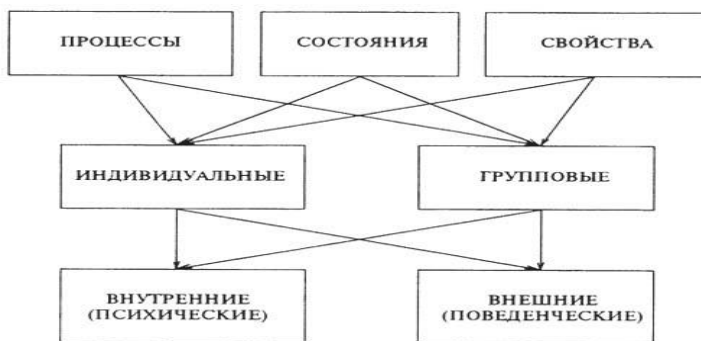 ПРОЦЕССЫ
СОСТОЯНИЯ
СВОЙСТВА
ИНДИВИДУАЛЬНЫЕ
ГРУППОВЫЕ
ВНУТРЕННИЕ
(ПСИХИЧЕСКИЕ)
ВНЕШНИЕ
(ПОВЕДЕНЧЕСКИЕ)